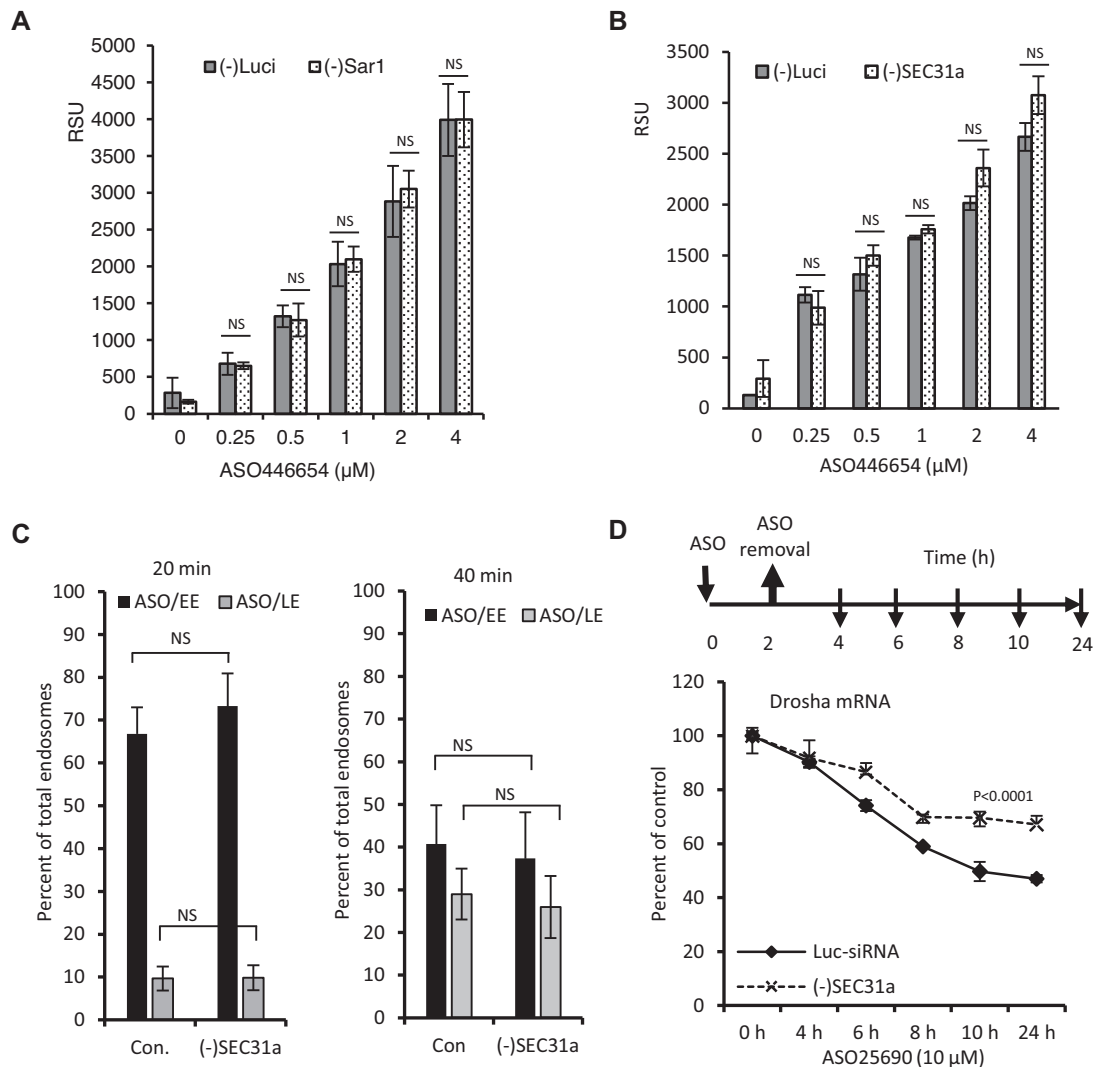 A
5000
4500
4000
3500
3000
2500
2000
1500
1000
500
0
RSU
(-)Luci
(-)Sar1
NS
NS
NS
NS
NS
0 0.25 0.5 1 2 4
ASO446654 (µM)
B
3500
3000
2500
2000
1500
1000
500
0
RSU
(-)Luci
(-)SEC31a
NS
NS
NS
NS
NS
0 0.25 0.5 1 2 4
ASO446654 (µM)
C
20 min
ASO/EE
ASO/LE
100
90
80
70
60
50
40
30
20
10
0
Percent of total endosomes
NS
NS
Con.
(-)SEC31a
40 min
ASO/EE
ASO/LE
100
90
80
70
60
50
40
30
20
10
0
Percent of total endosomes
NS
NS
Con
(-)SEC31a
D
ASO
ASO
removal
Time (h)
0 2 4 6 8 10 24
120
100
80
60
40
20
0
Percent of control
Drosha mRNA
P<0.0001
Luc-siRNA
(-)SEC31a
0 h 4 h 6 h 8 h 10 h 24 h
ASO25690 (10 µM)